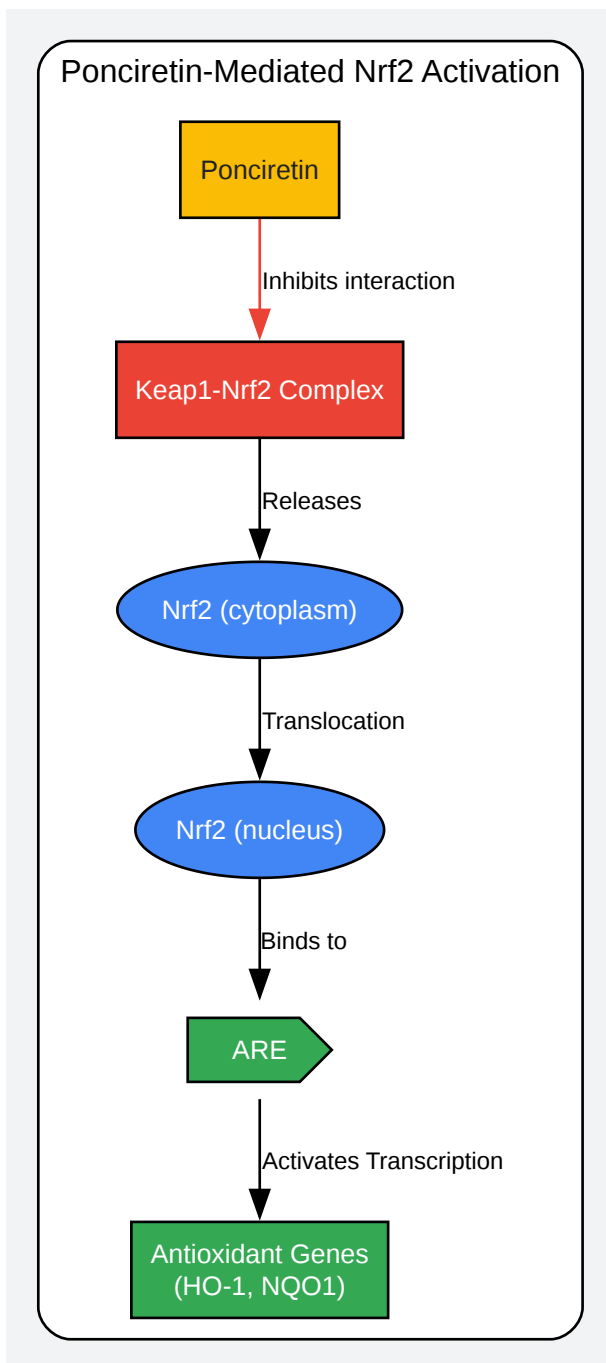 Ponciretin-Mediated Nrf2 Activation
Ponciretin
Inhibits interaction
Keap1-Nrf2 Complex
Releases
Nrf2 (cytoplasm)
Translocation
Nrf2 (nucleus)
Binds to
ARE
Activates Transcription
Antioxidant Genes
(HO-1, NQO1)